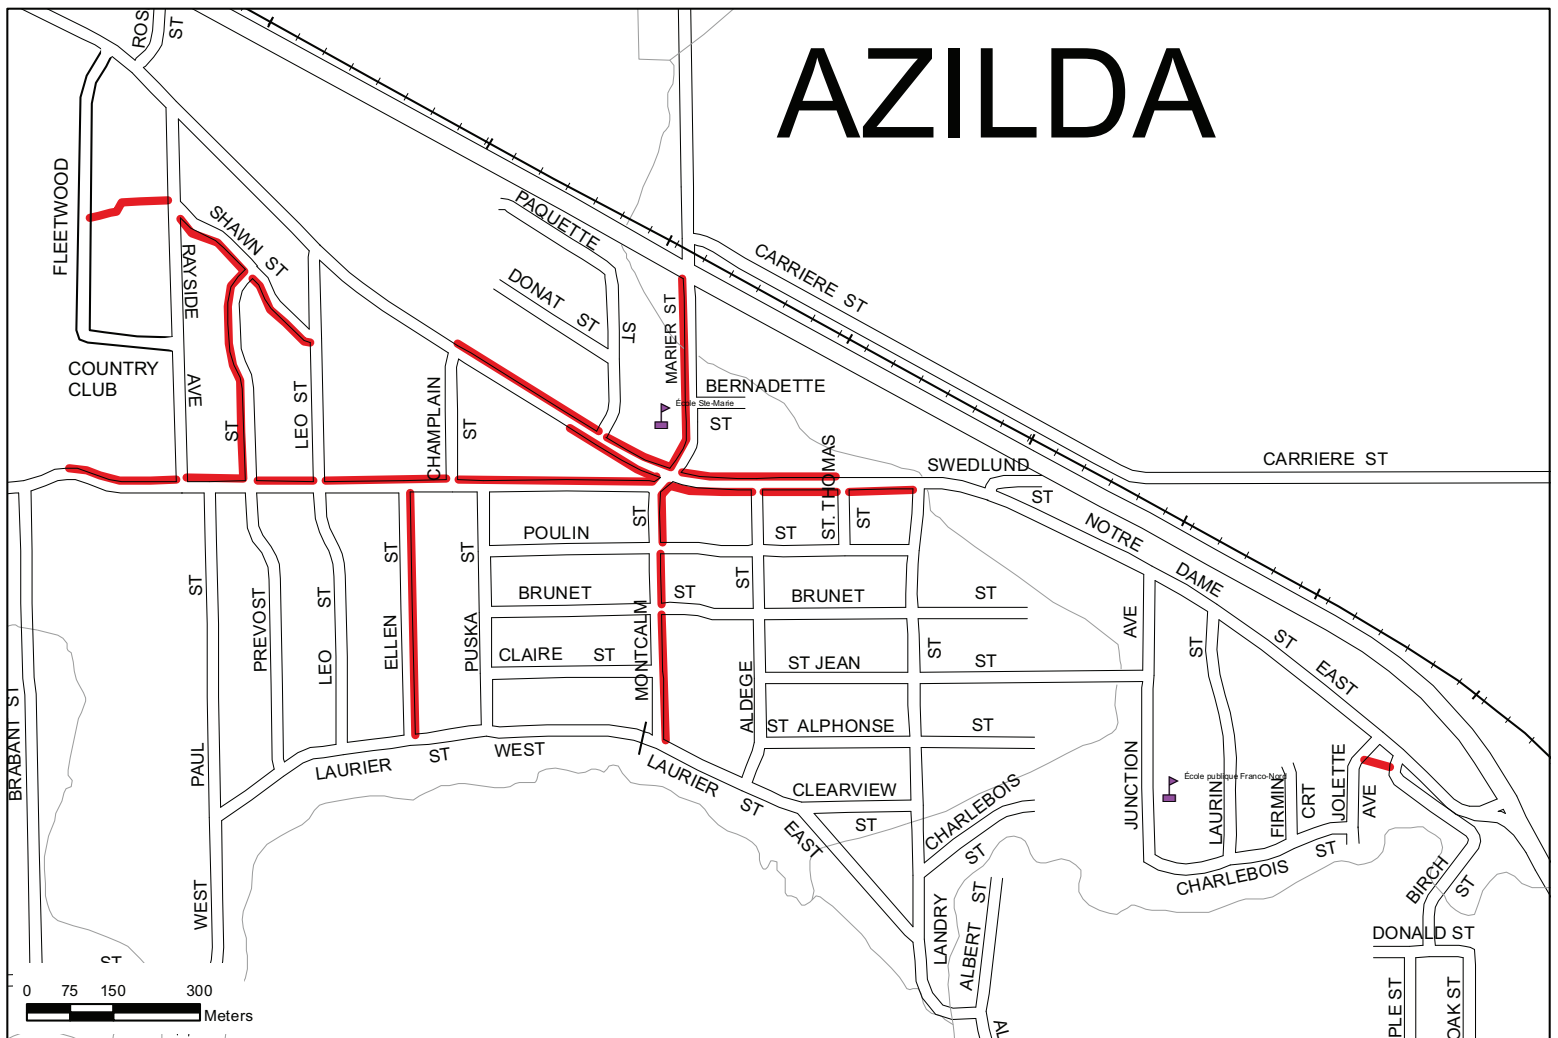 AZILDA
ROS
ST
FLEETWOOD
SHAWN ST
RAYSIDE
AVE
COUNTRY
CLUB
ST
LEO ST
CHAMPLAIN
ST
PAQUETTE
ST
DONAT ST
MARIER ST
CARRIERE ST
BERNADETTE
ST
École Ste-Marie
CARRIERE ST
SWEDLUND
ST
ST. THOMAS
ST
NOTRE
DAME
ST
EAST
POULIN
ST
BRUNET
ST
BRUNET
ST
CLAIRE ST
ST JEAN
ST
ST ALPHONSE
ST
CLEARVIEW
ST
BRABANT ST
ST
PAUL
WEST
PREVOST
ST
LEO
ST
ELLEN
ST
PUSKA
ST
MONTCALM
ST
ALDEGE
ST
LAURIER ST WEST
LAURIER ST
EAST
CHARLEBOIS
ST
ST
LANDRY
ALBERT ST
AL
AVE
JUNCTION
ST
LAURIN
École publique Franco-Nord
FIRMIN
CRT
JOLETTE
AVE
CHARLEBOIS ST
BIRCH
ST
DONALD ST
PLE ST
OAK ST
ST
0 75 150 300
Meters